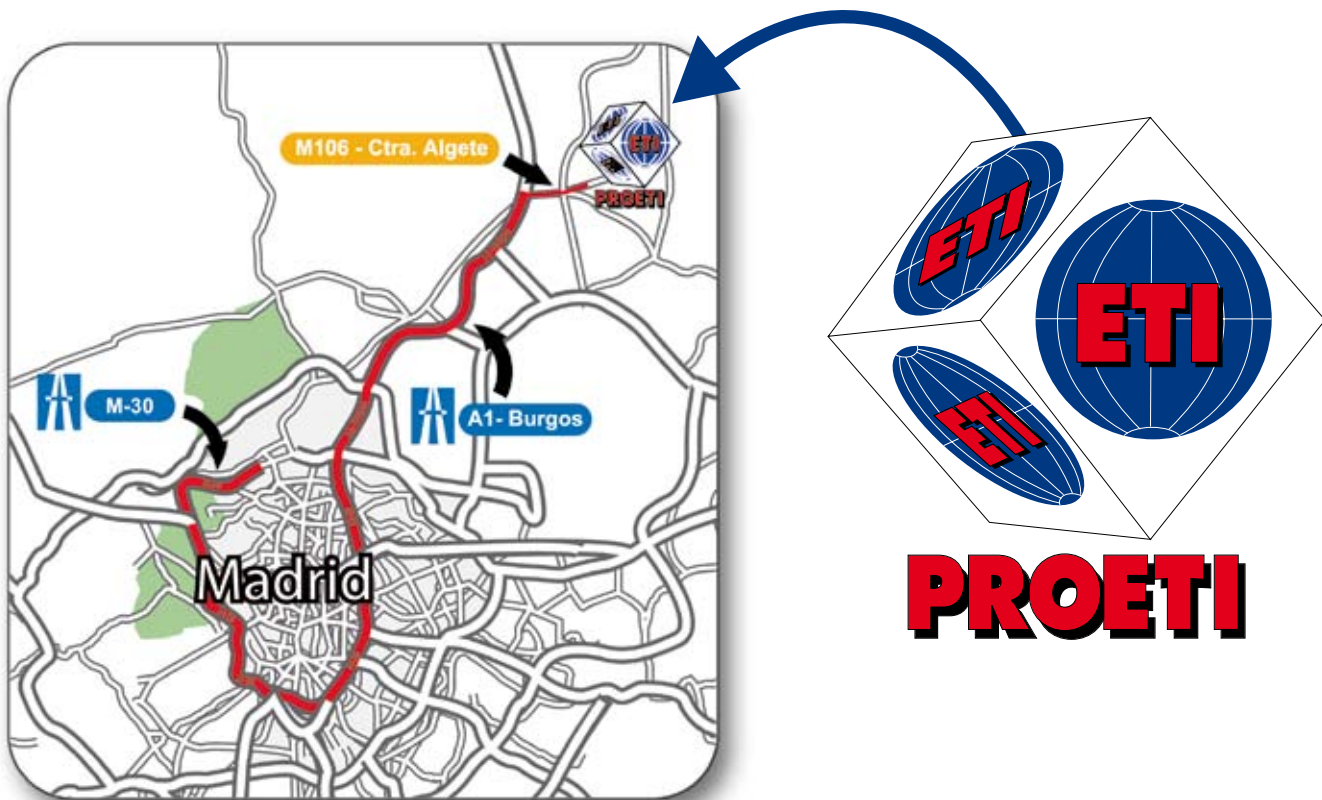 M106 - Ctra. Algete
ETI
PROETI
M-30
A1- Burgos
Madrid
ETI
ETI
ETI
PROETI